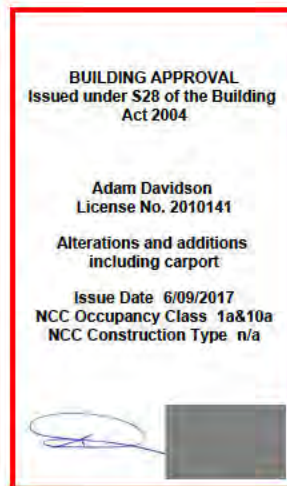 BUILDING APPROVAL
Issued under S28 of the Building
Act 2004
Adam Davidson
License No. 2010141
Alterations and additions
including carport
Issue Date 6/09/2017
NCC Occupancy Class 1a&10a
NCC Construction Type n/a